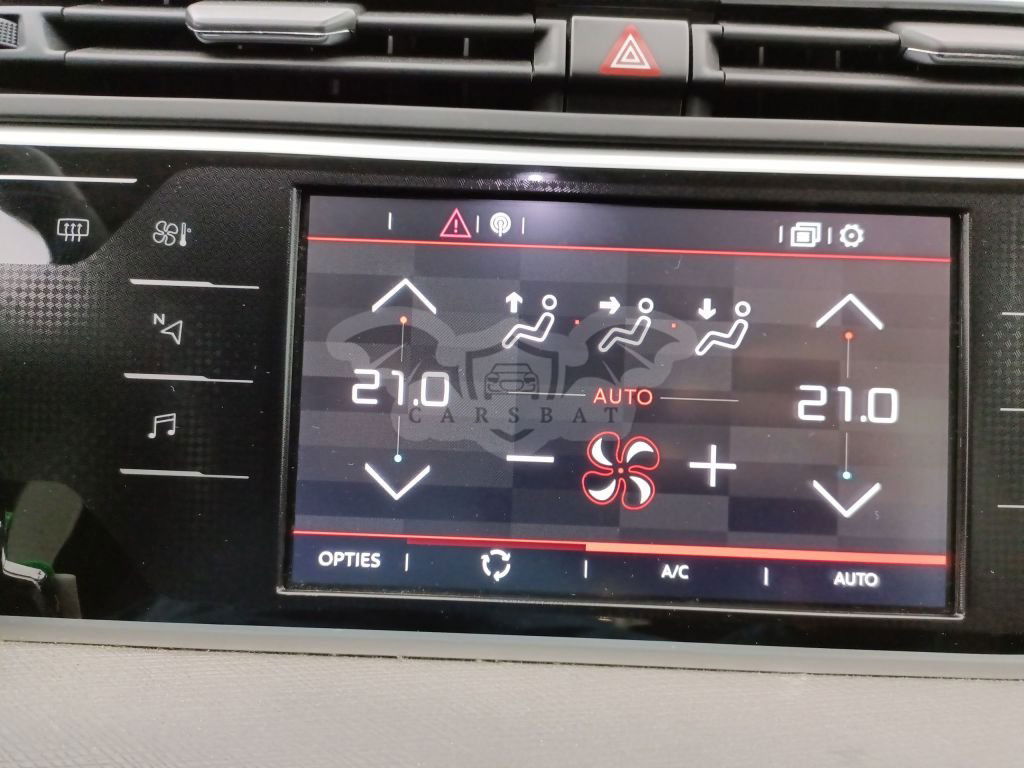 N
21.0
AUTO
21.0
CARSBAT
OPTIES
A/C
AUTO